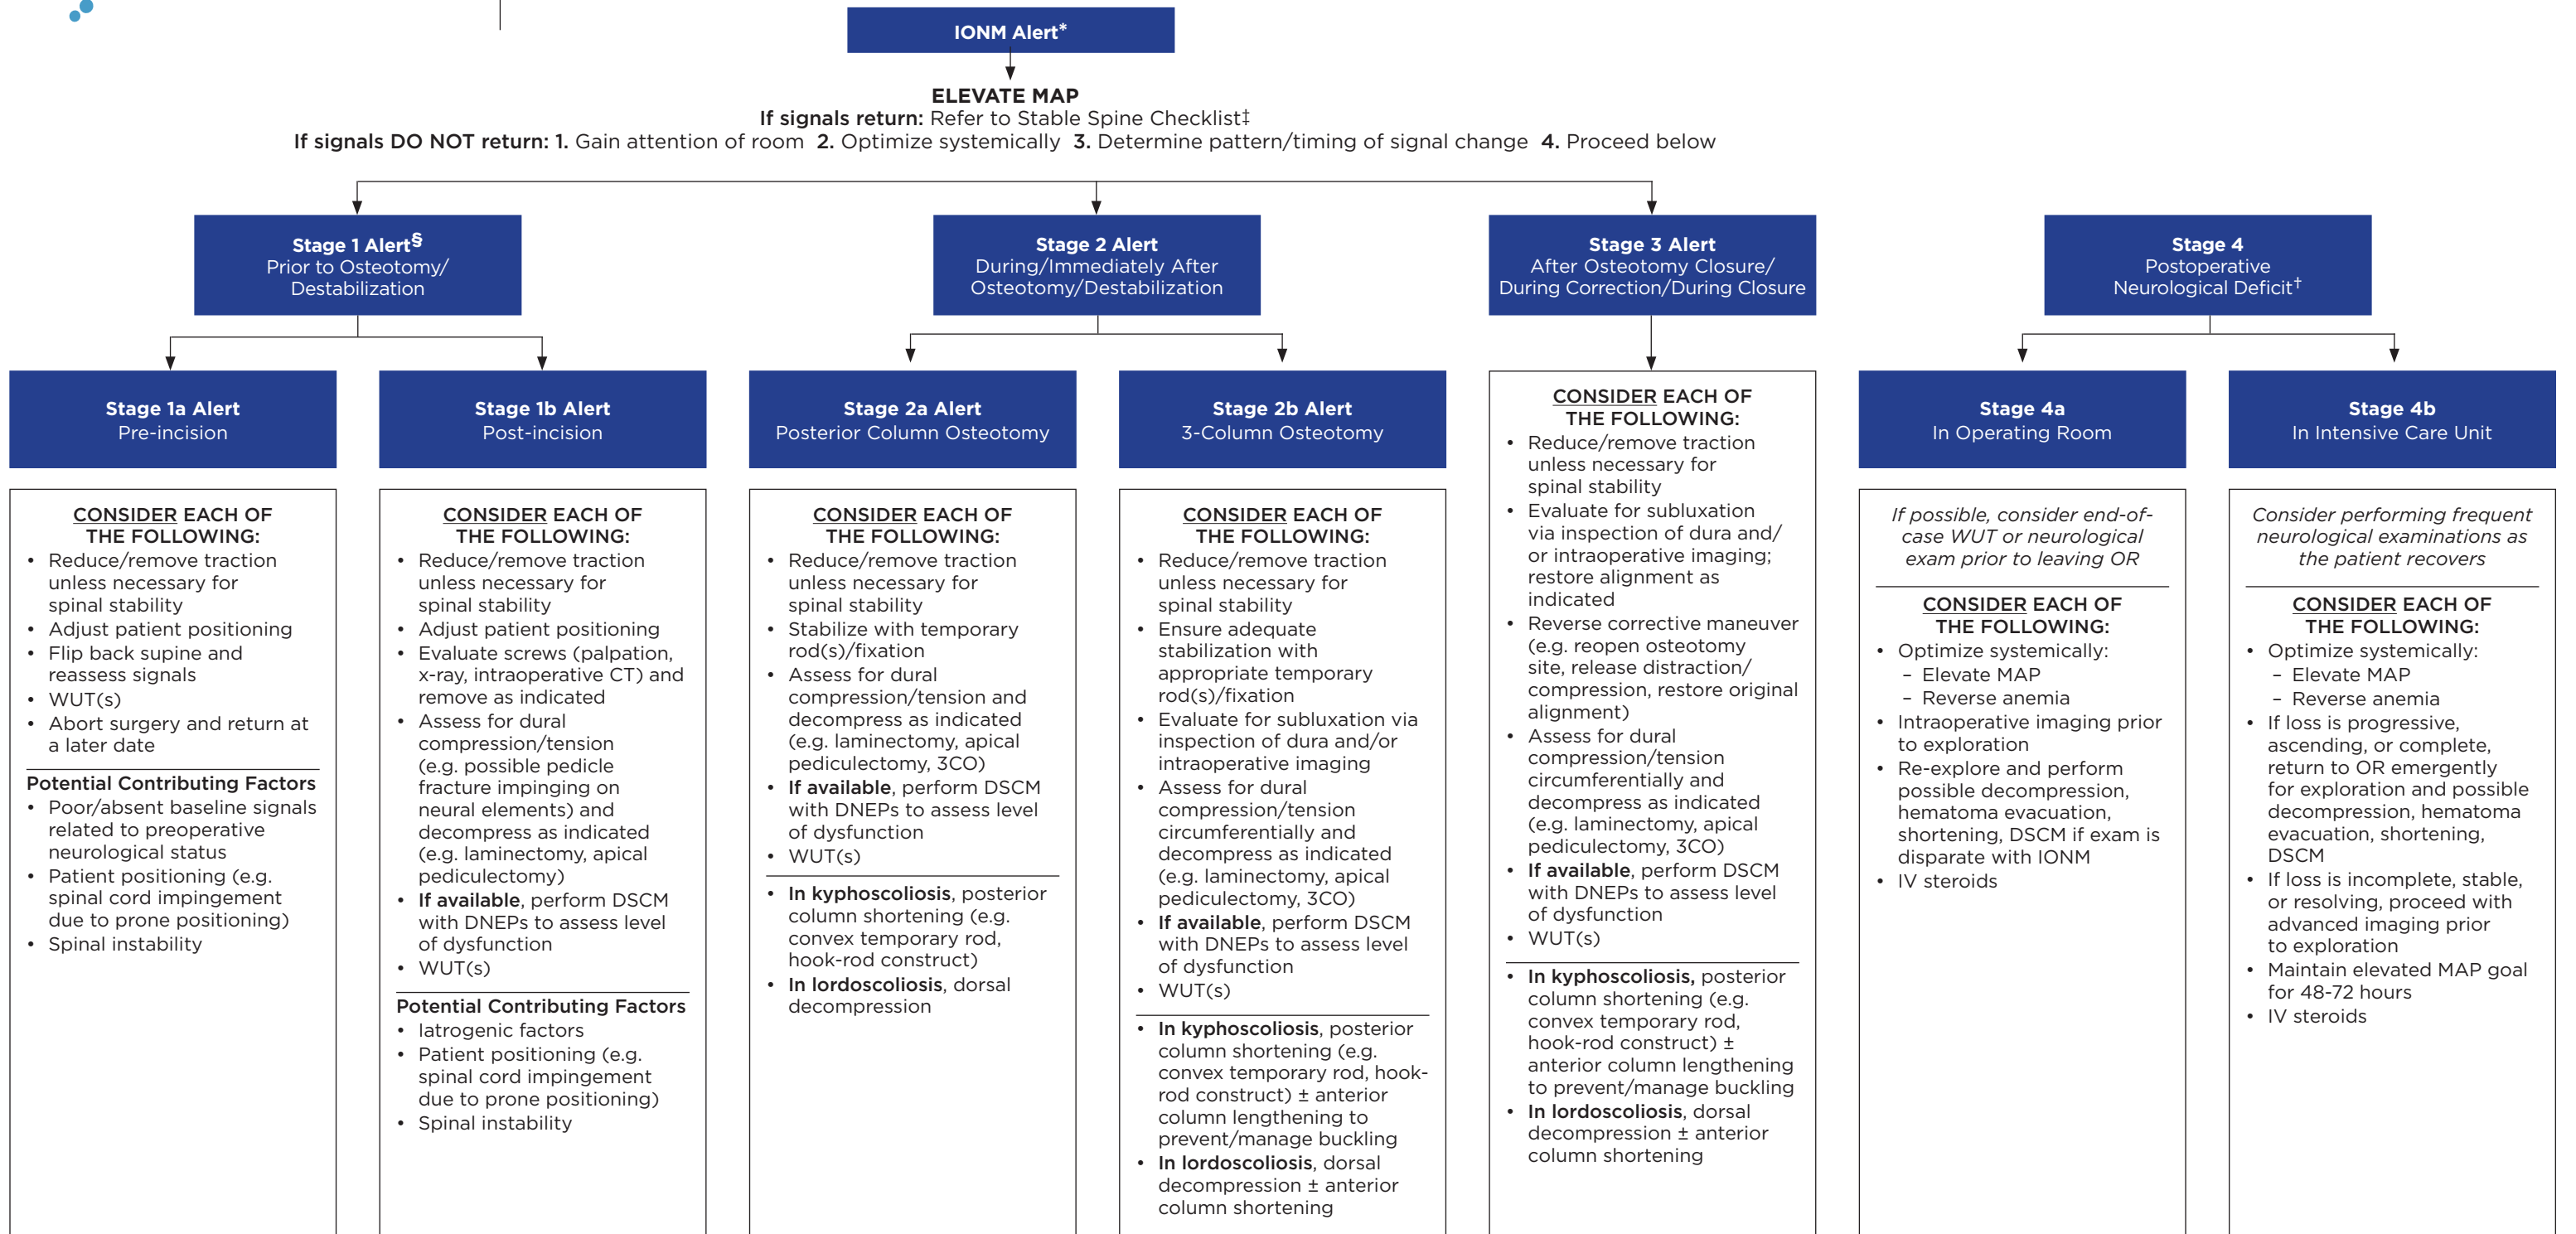 IONM Alert*
ELEVATE MAP
If signals return: Refer to Stable Spine Checklist‡
If signals DO NOT return: 1. Gain attention of room 2. Optimize systemically 3. Determine pattern/timing of signal change 4. Proceed below
Stage 1 Alert§
Prior to Osteotomy/
Destabilization
Stage 2 Alert
During/Immediately After
Osteotomy/Destabilization
Stage 3 Alert
After Osteotomy Closure/
During Correction/During Closure
Stage 4
Postoperative
Neurological Deficit†
Stage 1a Alert
Pre-incision
CONSIDER EACH OF
THE FOLLOWING:
• Reduce/remove traction
unless necessary for
spinal stability
• Adjust patient positioning
• Flip back supine and
reassess signals
• WUT(s)
• Abort surgery and return at
a later date
Potential Contributing Factors
• Poor/absent baseline signals
related to preoperative
neurological status
• Patient positioning (e.g.
spinal cord impingement
due to prone positioning)
• Spinal instability
Stage 1b Alert
Post-incision
CONSIDER EACH OF
THE FOLLOWING:
• Reduce/remove traction
unless necessary for
spinal stability
• Adjust patient positioning
• Evaluate screws (palpation,
x-ray, intraoperative CT) and
remove as indicated
• Assess for dural
compression/tension
(e.g. possible pedicle
fracture impinging on
neural elements) and
decompress as indicated
(e.g. laminectomy, apical
pediculectomy)
• If available, perform DSCM
with DNEPs to assess level
of dysfunction
• WUT(s)
Potential Contributing Factors
• Iatrogenic factors
• Patient positioning (e.g.
spinal cord impingement
due to prone positioning)
• Spinal instability
Stage 2a Alert
Posterior Column Osteotomy
CONSIDER EACH OF
THE FOLLOWING:
• Reduce/remove traction
unless necessary for
spinal stability
• Stabilize with temporary
rod(s)/fixation
• Assess for dural
compression/tension and
decompress as indicated
(e.g. laminectomy, apical
pediculectomy, 3CO)
• If available, perform DSCM
with DNEPs to assess level
of dysfunction
• WUT(s)
• In kyphoscoliosis, posterior
column shortening (e.g.
convex temporary rod,
hook-rod construct)
• In lordoscoliosis, dorsal
decompression
Stage 2b Alert
3-Column Osteotomy
CONSIDER EACH OF
THE FOLLOWING:
• Reduce/remove traction
unless necessary for
spinal stability
• Ensure adequate
stabilization with
appropriate temporary
rod(s)/fixation
• Evaluate for subluxation via
inspection of dura and/or
intraoperative imaging
• Assess for dural
compression/tension
circumferentially and
decompress as indicated
(e.g. laminectomy, apical
pediculectomy, 3CO)
• If available, perform DSCM
with DNEPs to assess level
of dysfunction
• WUT(s)
• In kyphoscoliosis, posterior
column shortening (e.g.
convex temporary rod, hook-
rod construct) ± anterior
column lengthening to
prevent/manage buckling
• In lordoscoliosis, dorsal
decompression ± anterior
column shortening
CONSIDER EACH OF
THE FOLLOWING:
• Reduce/remove traction
unless necessary for
spinal stability
• Evaluate for subluxation
via inspection of dura and/
or intraoperative imaging;
restore alignment as
indicated
• Reverse corrective maneuver
(e.g. reopen osteotomy
site, release distraction/
compression, restore original
alignment)
• Assess for dural
compression/tension
circumferentially and
decompress as indicated
(e.g. laminectomy, apical
pediculectomy, 3CO)
• If available, perform DSCM
with DNEPs to assess level
of dysfunction
• WUT(s)
• In kyphoscoliosis, posterior
column shortening (e.g.
convex temporary rod,
hook-rod construct) ±
anterior column lengthening
to prevent/manage buckling
• In lordoscoliosis, dorsal
decompression ± anterior
column shortening
Stage 4a
In Operating Room
If possible, consider end-of-
case WUT or neurological
exam prior to leaving OR
CONSIDER EACH OF
THE FOLLOWING:
• Optimize systemically:
– Elevate MAP
– Reverse anemia
• Intraoperative imaging prior
to exploration
• Re-explore and perform
possible decompression,
hematoma evacuation,
shortening, DSCM if exam is
disparate with IONM
• IV steroids
Stage 4b
In Intensive Care Unit
Consider performing frequent
neurological examinations as
the patient recovers
CONSIDER EACH OF
THE FOLLOWING:
• Optimize systemically:
– Elevate MAP
– Reverse anemia
• If loss is progressive,
ascending, or complete,
return to OR emergently
for exploration and possible
decompression, hematoma
evacuation, shortening,
DSCM
• If loss is incomplete, stable,
or resolving, proceed with
advanced imaging prior
to exploration
• Maintain elevated MAP goal
for 48-72 hours
• IV steroids